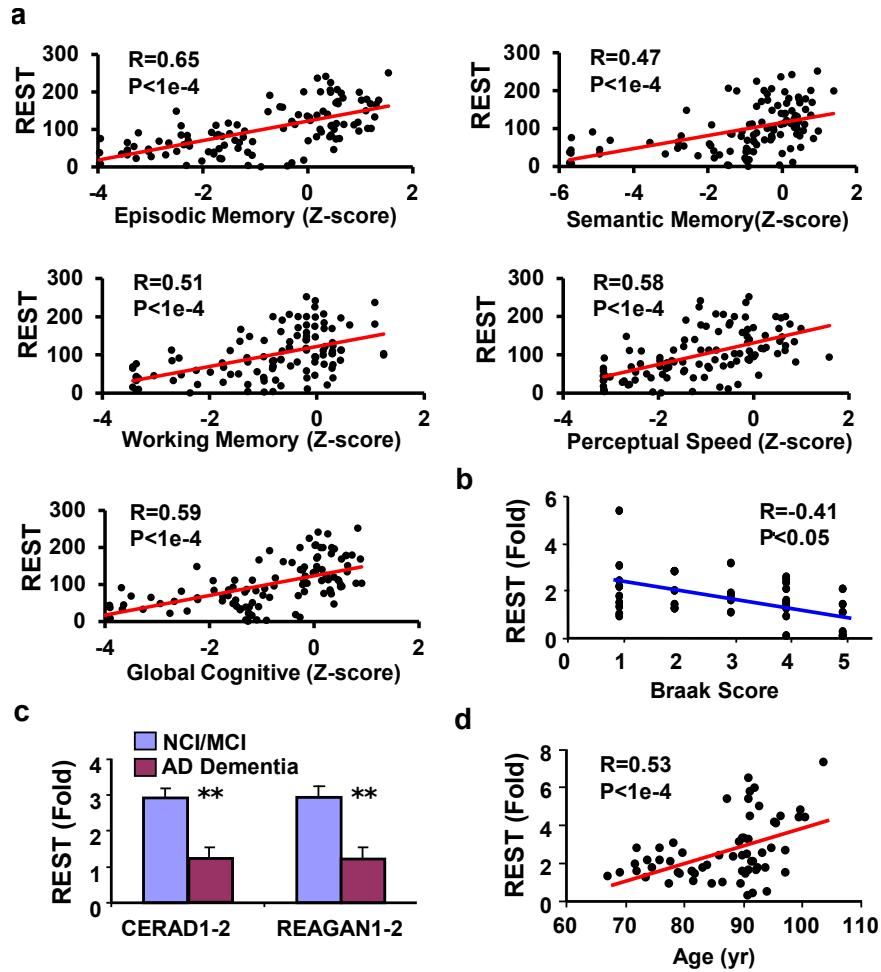 a
R=0.65
P<1e-4
REST
300
200
100
0
-4
-2
0
2
Episodic Memory (Z-score)
R=0.47
P<1e-4
REST
300
200
100
0
-6
-4
-2
0
2
Semantic Memory(Z-score)
R=0.51
P<1e-4
REST
300
200
100
0
-4
-2
0
2
Working Memory (Z-score)
R=0.58
P<1e-4
REST
300
200
100
0
-4
-2
0
2
Perceptual Speed (Z-score)
R=0.59
P<1e-4
REST
300
200
100
0
-4
-2
0
2
Global Cognitive (Z-score)
b
R=-0.41
P<0.05
REST (Fold)
6
4
2
0
0
1
2
3
4
5
Braak Score
c
NCI/MCI
AD Dementia
REST (Fold)
4
3
2
1
0
**
**
CERAD1-2
REAGAN1-2
d
R=0.53
P<1e-4
REST (Fold)
8
6
4
2
0
60
70
80
90
100
110
Age (yr)